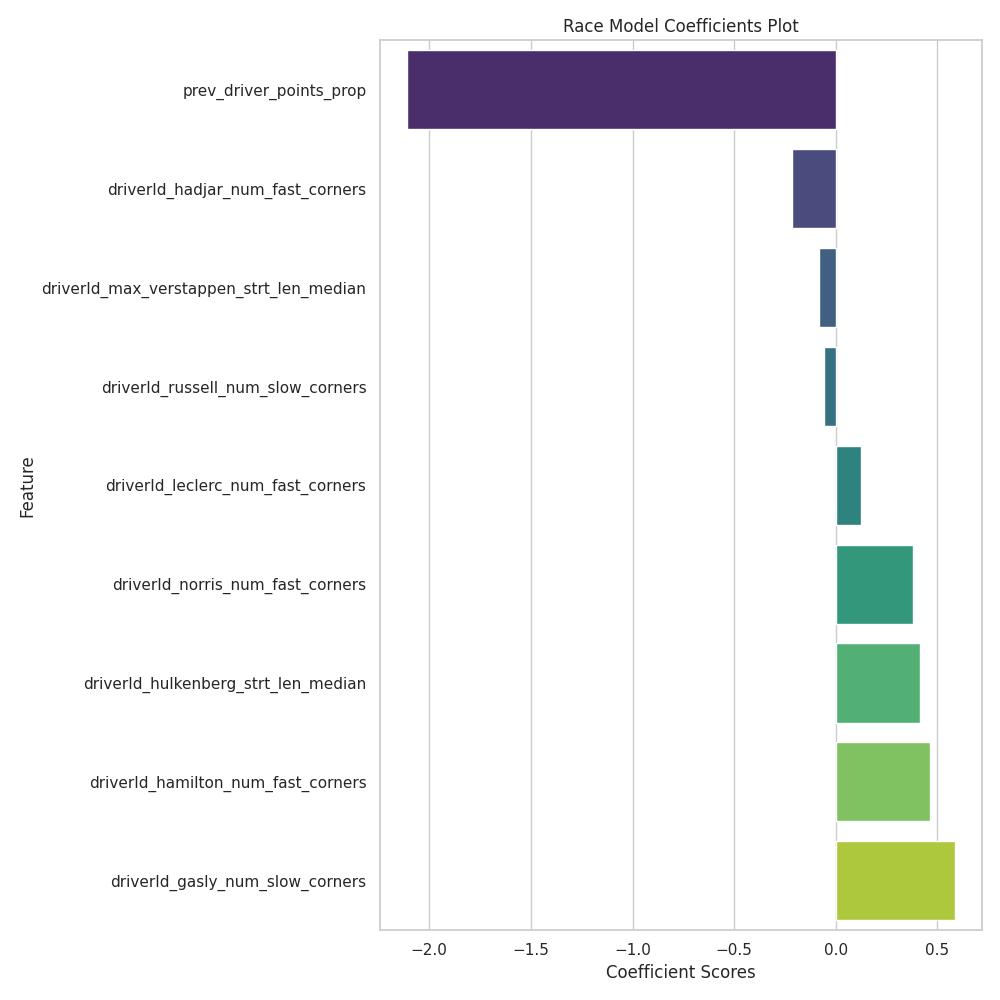 Race Model Coefficients Plot
prev_driver_points_prop
driverId_hadjar_num_fast_corners
driverId_max_verstappen_strt_len_median
driverId_russell_num_slow_corners
driverId_leclerc_num_fast_corners
driverId_norris_num_fast_corners
driverId_hulkenberg_strt_len_median
driverId_hamilton_num_fast_corners
driverId_gasly_num_slow_corners
Feature
−2.0 −1.5 −1.0 −0.5 0.0 0.5
Coefficient Scores